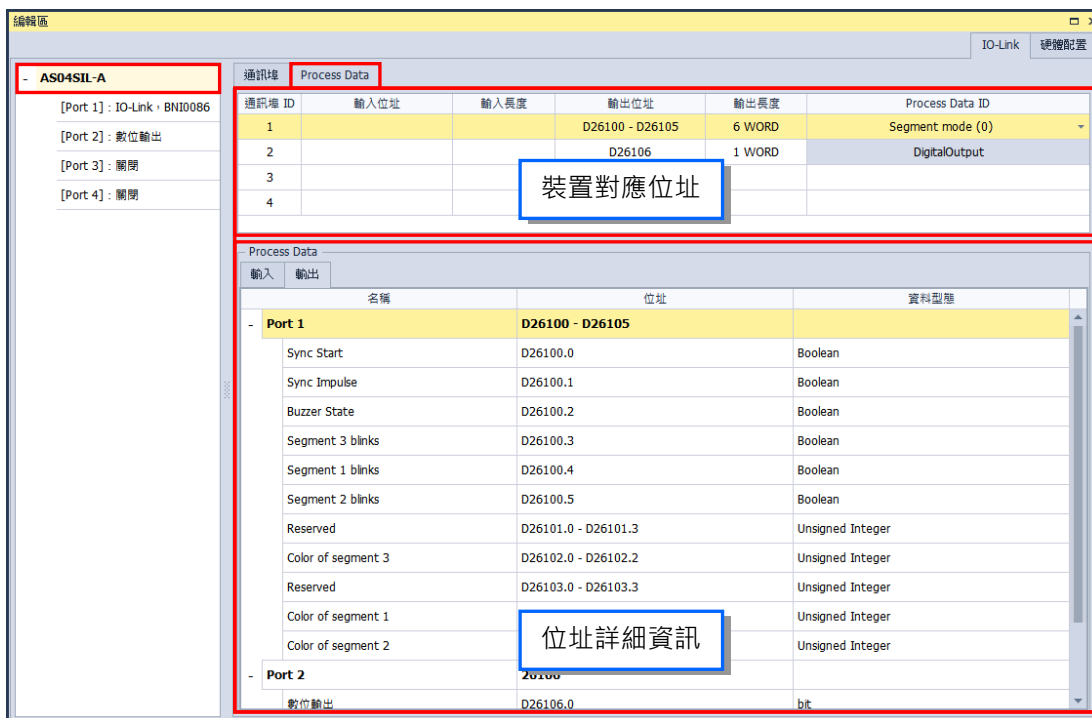 編輯區
IO-Link 硬體配置
- AS04SIL-A
[Port 1] : IO-Link，BNI0086
[Port 2] : 數位輸出
[Port 3] : 關閉
[Port 4] : 關閉
通訊埠 Process Data
通訊埠 ID 輸入位址 輸入長度 輸出位址 輸出長度 Process Data ID
1 D26100 - D26105 6 WORD Segment mode (0)
2 D26106 1 WORD DigitalOutput
3
4
裝置對應位址
Process Data
輸入 輸出
名稱 位址 資料型態
- Port 1 D26100 - D26105
Sync Start D26100.0 Boolean
Sync Impulse D26100.1 Boolean
Buzzer State D26100.2 Boolean
Segment 3 blinks D26100.3 Boolean
Segment 1 blinks D26100.4 Boolean
Segment 2 blinks D26100.5 Boolean
Reserved D26101.0 - D26101.3 Unsigned Integer
Color of segment 3 D26102.0 - D26102.2 Unsigned Integer
Reserved D26103.0 - D26103.3 Unsigned Integer
Color of segment 1 Unsigned Integer
Color of segment 2 Unsigned Integer
位址詳細資訊
- Port 2
數位輸出 D26106.0 bit